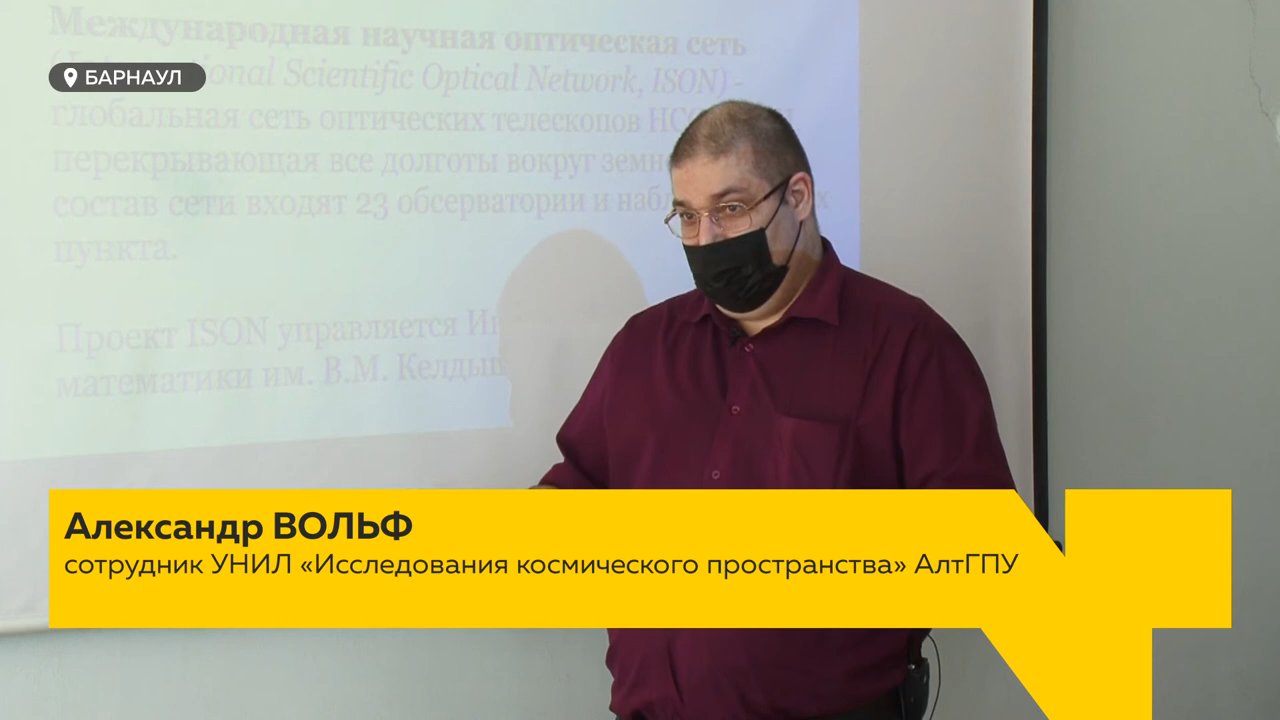 Международная научная оптическая сеть
БАРНАУЛ
onal Scientific Optical Network, ISON) -
глобальная сеть оптических телескопов
перекрывающая все долготы вокруг
состав сети входят 23 обсерватории и
пункта.
Проект ISON управляется
математики им. В.М.
Александр ВОЛЬФ
сотрудник УНИЛ «Исследования космического пространства» АлтГПУ